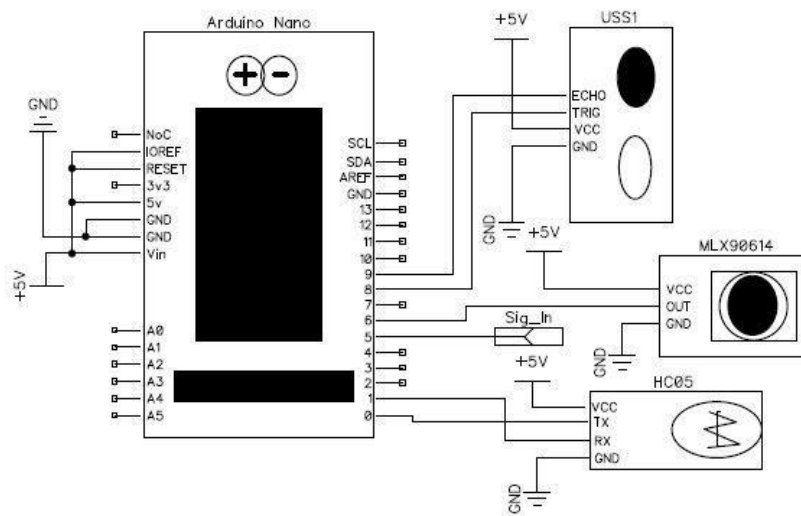 Arduino Nano
+ -
GND
NoC
IOREF
RESET
3v3
5v
GND
GND
Vin
+5V
A0
A1
A2
A3
A4
A5
SCL
SDA
AREF
GND
13
12
11
10
9
8
7
6
5
4
3
2
1
0
+5V
USS1
ECHO
TRIG
VCC
GND
GND
+5V
MLX90614
VCC
OUT
GND
GND
Sig_In
+5V
HC05
VCC
TX
RX
GND
GND